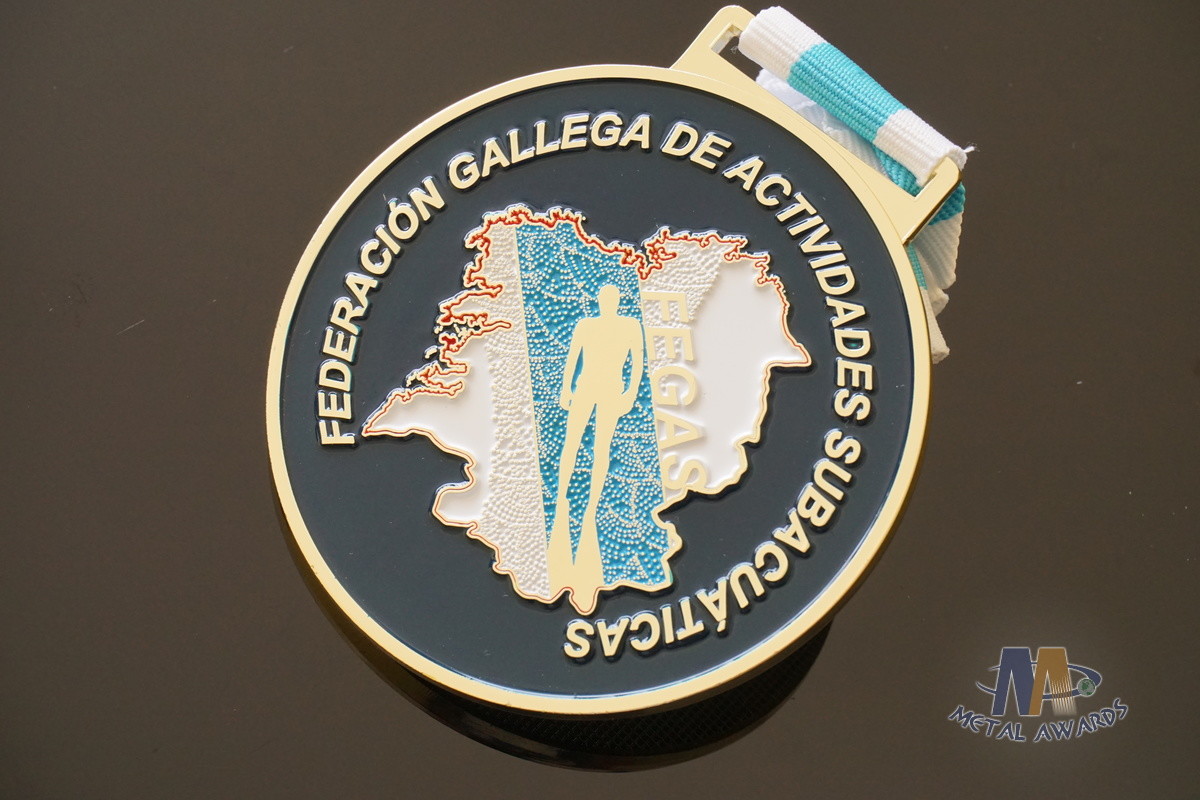 FEDERACIÓN GALLEGA DE ACTIVIDADES SUBACUÁTICAS
FEGAS
METAL AWARDS